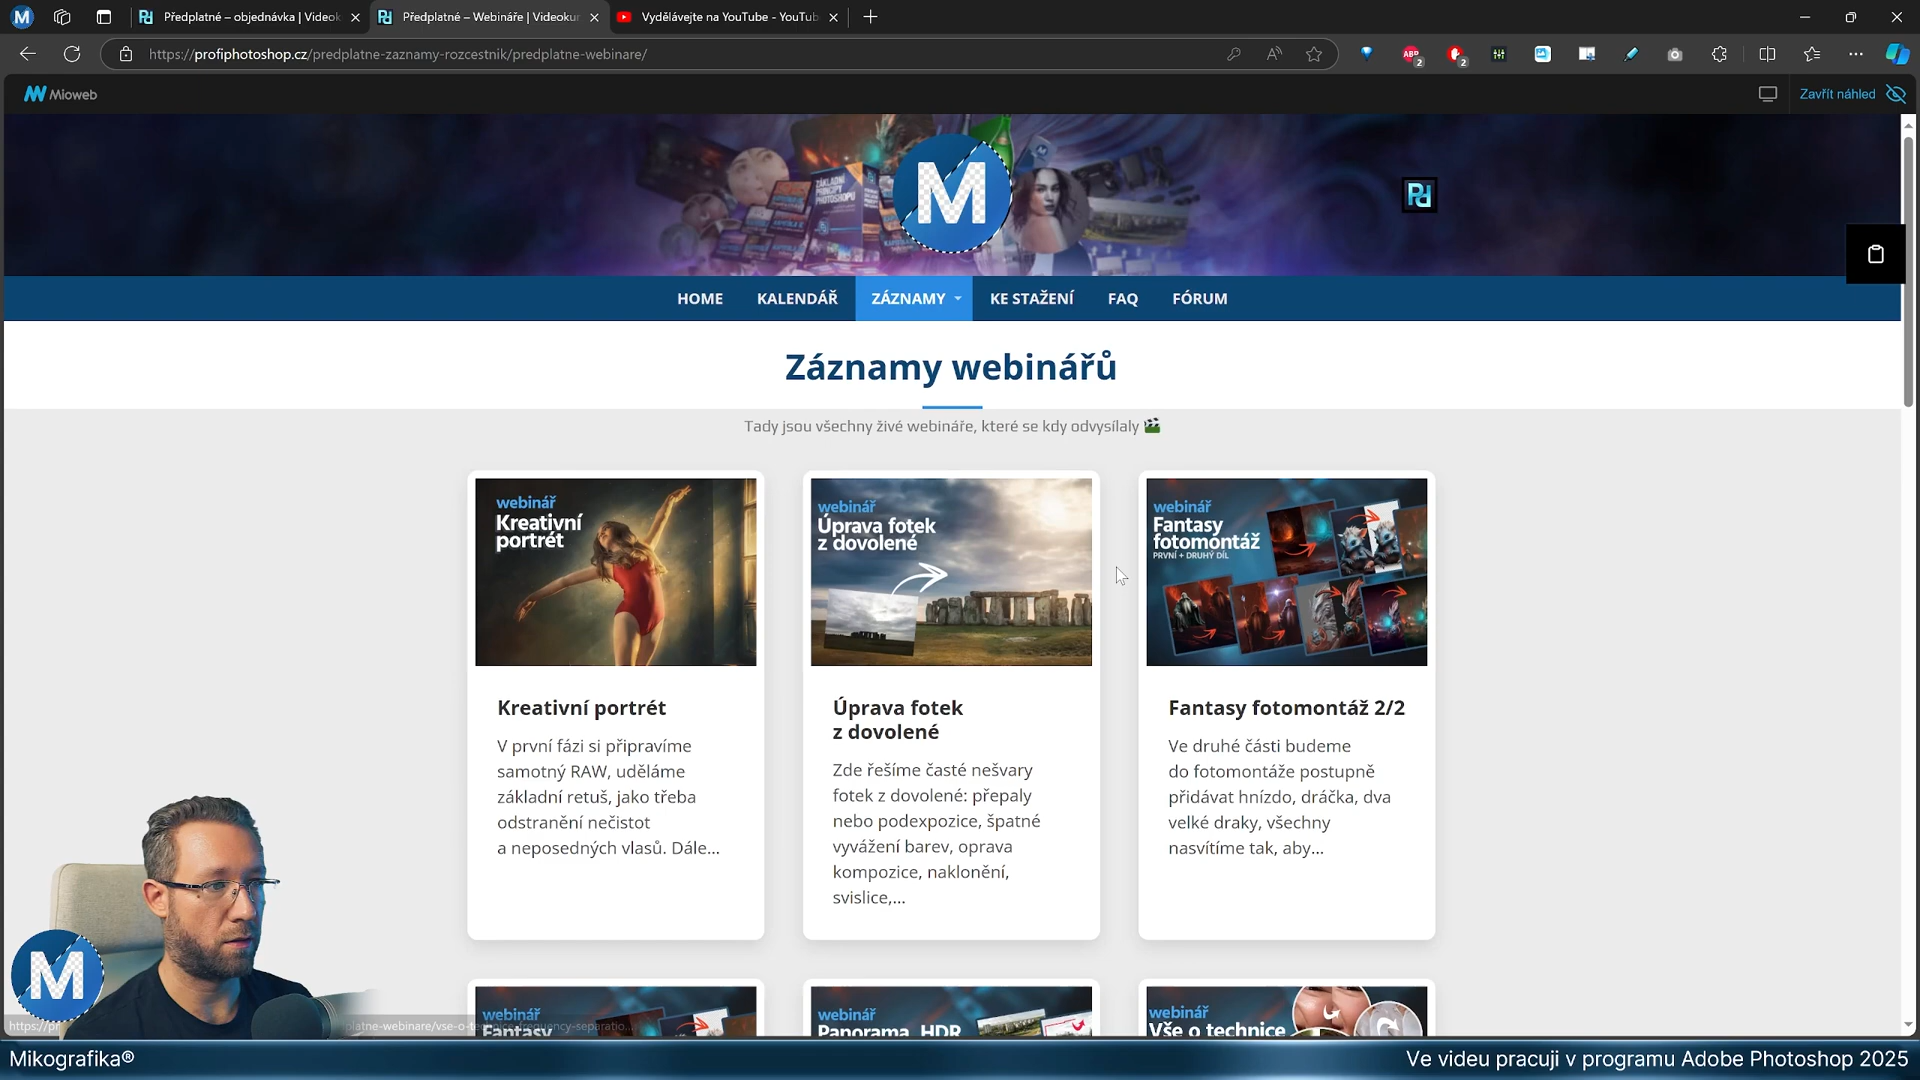 Předplatné – objednávka | Videok
Předplatné – Webináře | Videokur
Vydělávejte na YouTube - YouTub
https://profiphotoshop.cz/predplatne-zaznamy-rozcestnik/predplatne-webinare/
Mioweb
Zavřít náhled
M
HOME
KALENDÁŘ
ZÁZNAMY
KE STAŽENÍ
FAQ
FÓRUM
Záznamy webinářů
Tady jsou všechny živé webináře, které se kdy odvysílaly
webinář
Kreativní
portrét
webinář
Úprava fotek
z dovolené
webinář
Fantasy
fotomontáž
PRVNÍ + DRUHÝ DÍL
Kreativní portrét
V první fázi si připravíme
samotný RAW, uděláme
základní retuš, jako třeba
odstranění nečistot
a neposedných vlasů. Dále...
Úprava fotek
z dovolené
Zde řešíme časté nešvary
fotek z dovolené: přepaly
nebo podexpozice, špatné
vyvážení barev, oprava
kompozice, naklonění,
svislice,...
Fantasy fotomontáž 2/2
Ve druhé části budeme
do fotomontáže postupně
přidávat hnízdo, dráčka, dva
velké draky, všechny
nasvítíme tak, aby...
webinář
Fantasy
webinář
Panorama, HDR
webinář
Vše o technice
M
Mikografika®
Ve videu pracuji v programu Adobe Photoshop 2025